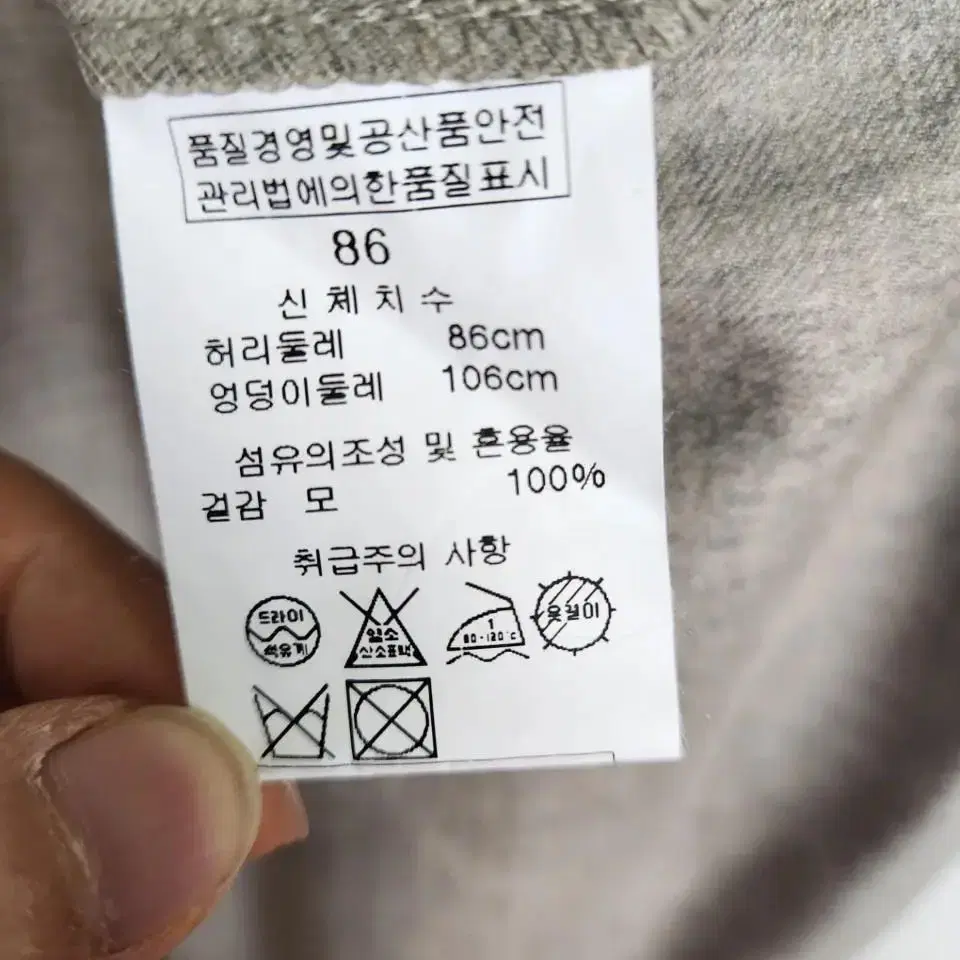 품질경영및공산품안전
관리법에의한품질표시
86
신체치수
허리둘레 86cm
엉덩이둘레 106cm
섬유의조성 및 혼용율
겉감 모 100%
취급주의 사항
드라이
석유계
염소
산소표백
1
80-120℃
옷걸이